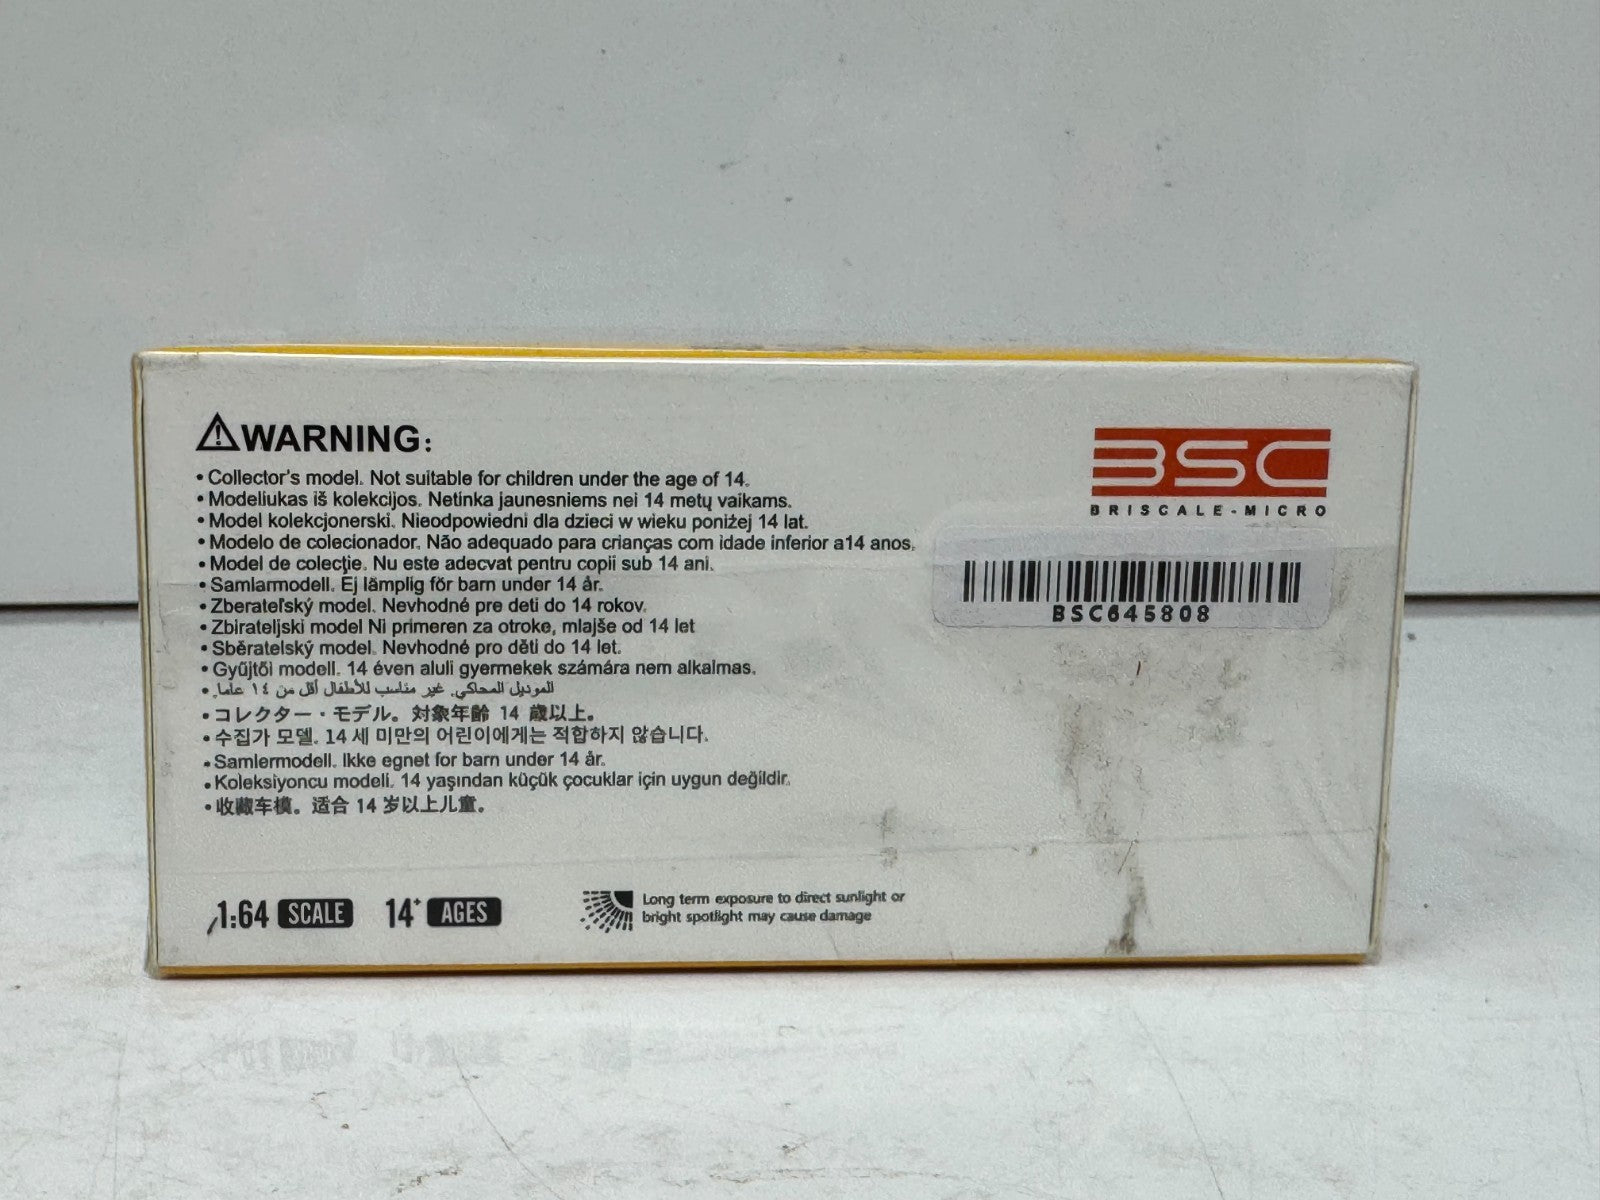 ⚠WARNING:
• Collector's model. Not suitable for children under the age of 14.
• Modeliukas iš kolekcijos. Netinka jaunesniems nei 14 metų vaikams.
• Model kolekcjonerski. Nieodpowiedni dla dzieci w wieku poniżej 14 lat.
• Modelo de colecionador. Não adequado para crianças com idade inferior a14 anos.
• Model de colecţie. Nu este adecvat pentru copii sub 14 ani.
• Samlarmodell. Ej lämplig för barn under 14 år.
• Zberateľský model. Nevhodné pre deti do 14 rokov.
• Zbirateljski model Ni primeren za otroke, mlajše od 14 let
• Sběratelský model. Nevhodné pro děti do 14 let.
• Gyűjtői modell. 14 éven aluli gyermekek számára nem alkalmas.
• الموديل المحاكي. غير مناسب للأطفال أقل من ١٤ عاما.
• コレクター・モデル。対象年齢 14 歳以上。
• 수집가 모델. 14 세 미만의 어린이에게는 적합하지 않습니다.
• Samlermodell. Ikke egnet for barn under 14 år.
• Koleksiyoncu modeli. 14 yaşından küçük çocuklar için uygun değildir.
• 收藏车模。适合 14 岁以上儿童。
BSC
BRISCALE-MICRO
BSC645808
1:64 SCALE 14+ AGES
Long term exposure to direct sunlight or
bright spotlight may cause damage